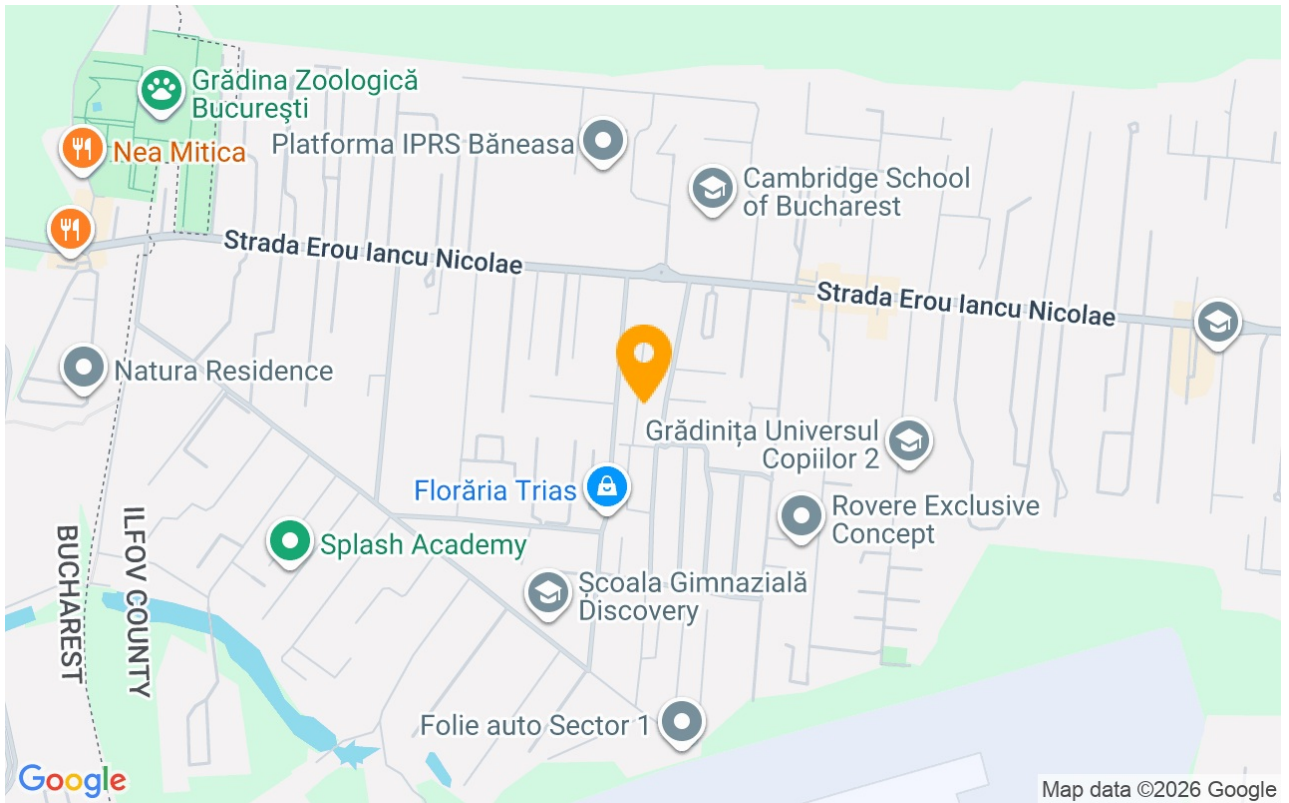 Grădina Zoologică
Bucureşti
Nea Mitica
Platforma IPRS Băneasa
Cambridge School
of Bucharest
Strada Erou Iancu Nicolae
Strada Erou Iancu Nicolae
Natura Residence
Grădinița Universul
Copiilor 2
Florăria Trias
Rovere Exclusive
Concept
Splash Academy
Școala Gimnazială
Discovery
ILFOV COUNTY
BUCHAREST
Folie auto Sector 1
Google
Map data ©2026 Google